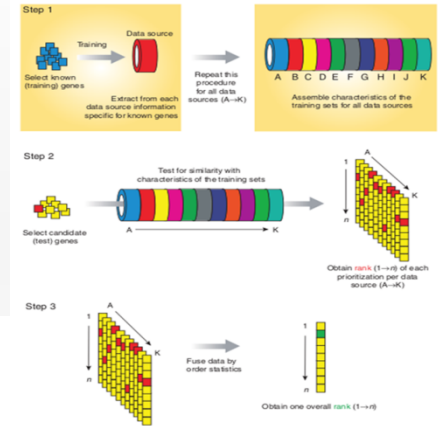 Step 1
Training
Data source
Select known
(training) genes
Extract from each
data source information
specific for known genes
Repeat this
procedure
for all data
sources (A→K)
A B C D E F G H I J K
Assemble characteristics of the
training sets for all data sources
Step 2
Test for similarity with
characteristics of the training sets
Select candidate
(test) genes
A K
A
1
K
n
Obtain rank (1→n) of each
prioritization per data
source (A→K)
Step 3
A
1
K
n
Fuse data by
order statistics
1
n
Obtain one overall rank (1→n)